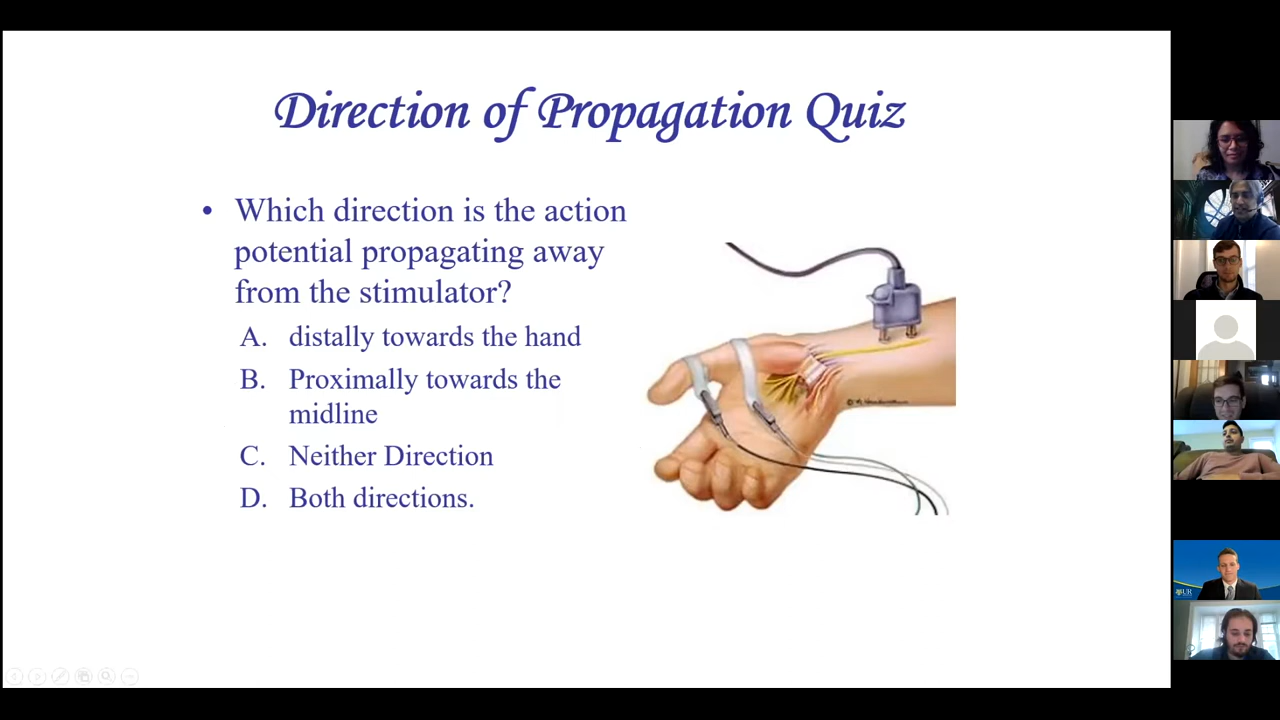 Direction of Propagation Quiz
• Which direction is the action
potential propagating away
from the stimulator?
A. distally towards the hand
B. Proximally towards the
midline
C. Neither Direction
D. Both directions.
UR